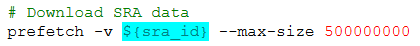 # Download SRA data
prefetch -v ${sra_id} --max-size 500000000